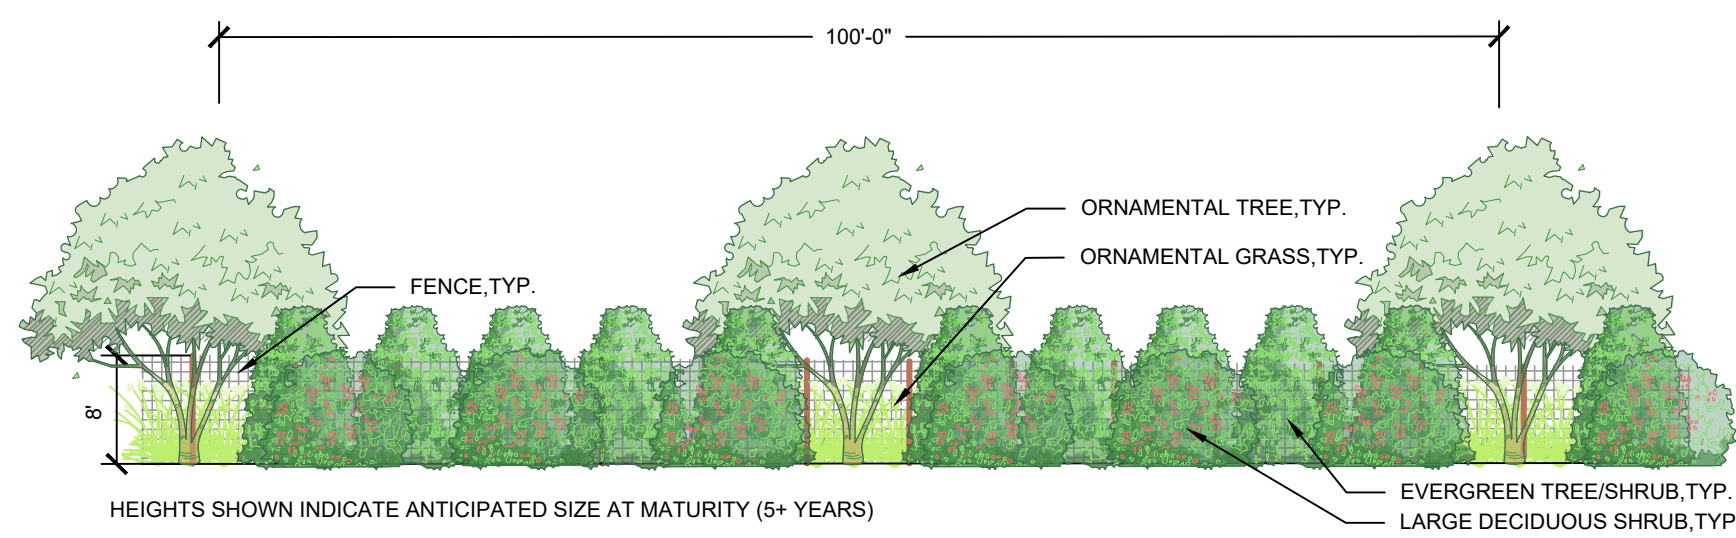 100'-0"
ORNAMENTAL TREE,TYP.
ORNAMENTAL GRASS,TYP.
FENCE,TYP.
8'
EVERGREEN TREE/SHRUB,TYP.
HEIGHTS SHOWN INDICATE ANTICIPATED SIZE AT MATURITY (5+ YEARS)
LARGE DECIDUOUS SHRUB,TYP